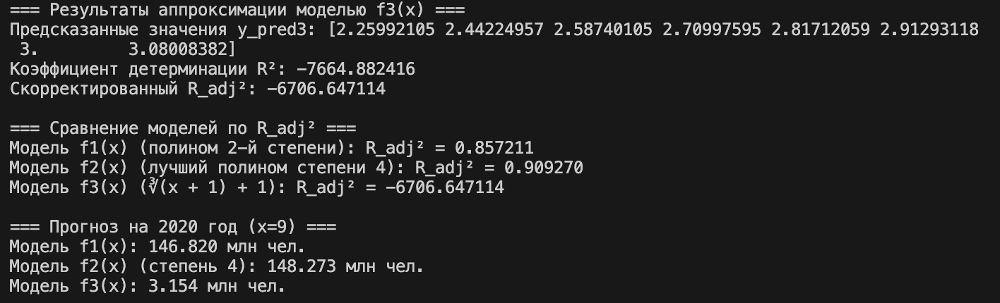 === Результаты аппроксимации моделью f3(x) ===
Предсказанные значения y_pred3: [2.25992105 2.44224957 2.58740105 2.70997595 2.81712059 2.91293118
 3.         3.08008382]
Коэффициент детерминации R²: -7664.882416
Скорректированный R_adj²: -6706.647114

=== Сравнение моделей по R_adj² ===
Модель f1(x) (полином 2-й степени): R_adj² = 0.857211
Модель f2(x) (лучший полином степени 4): R_adj² = 0.909270
Модель f3(x) (∛(x + 1) + 1): R_adj² = -6706.647114

=== Прогноз на 2020 год (x=9) ===
Модель f1(x): 146.820 млн чел.
Модель f2(x) (степень 4): 148.273 млн чел.
Модель f3(x): 3.154 млн чел.